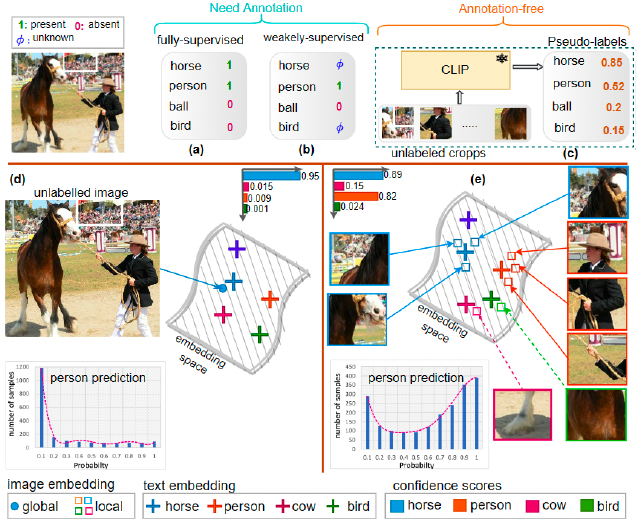 Need Annotation
Annotation-free
1: present 0: absent
ϕ: unknown
fully-supervised
horse 1
person 1
ball 0
bird 0
(a)
weakely-supervised
horse ϕ
person 1
ball 0
bird ϕ
(b)
CLIP
.....
unlabeled cropps
Pseudo-labels
horse 0.85
person 0.52
ball 0.2
bird 0.15
(c)
(d)
unlabelled image
0.95
0.015
0.009
0.001
embedding
space
person prediction
number of samples
1200
1000
800
600
400
200
0
0.1 0.2 0.3 0.4 0.5 0.6 0.7 0.8 0.9 1
Probabilty
(e)
0.89
0.15
0.82
0.024
embedding
space
person prediction
number of samples
450
400
350
300
250
200
150
100
50
0
0.1 0.2 0.3 0.4 0.5 0.6 0.7 0.8 0.9 1
Probabilty
image embedding
global local
text embedding
horse person cow bird
confidence scores
horse person cow bird